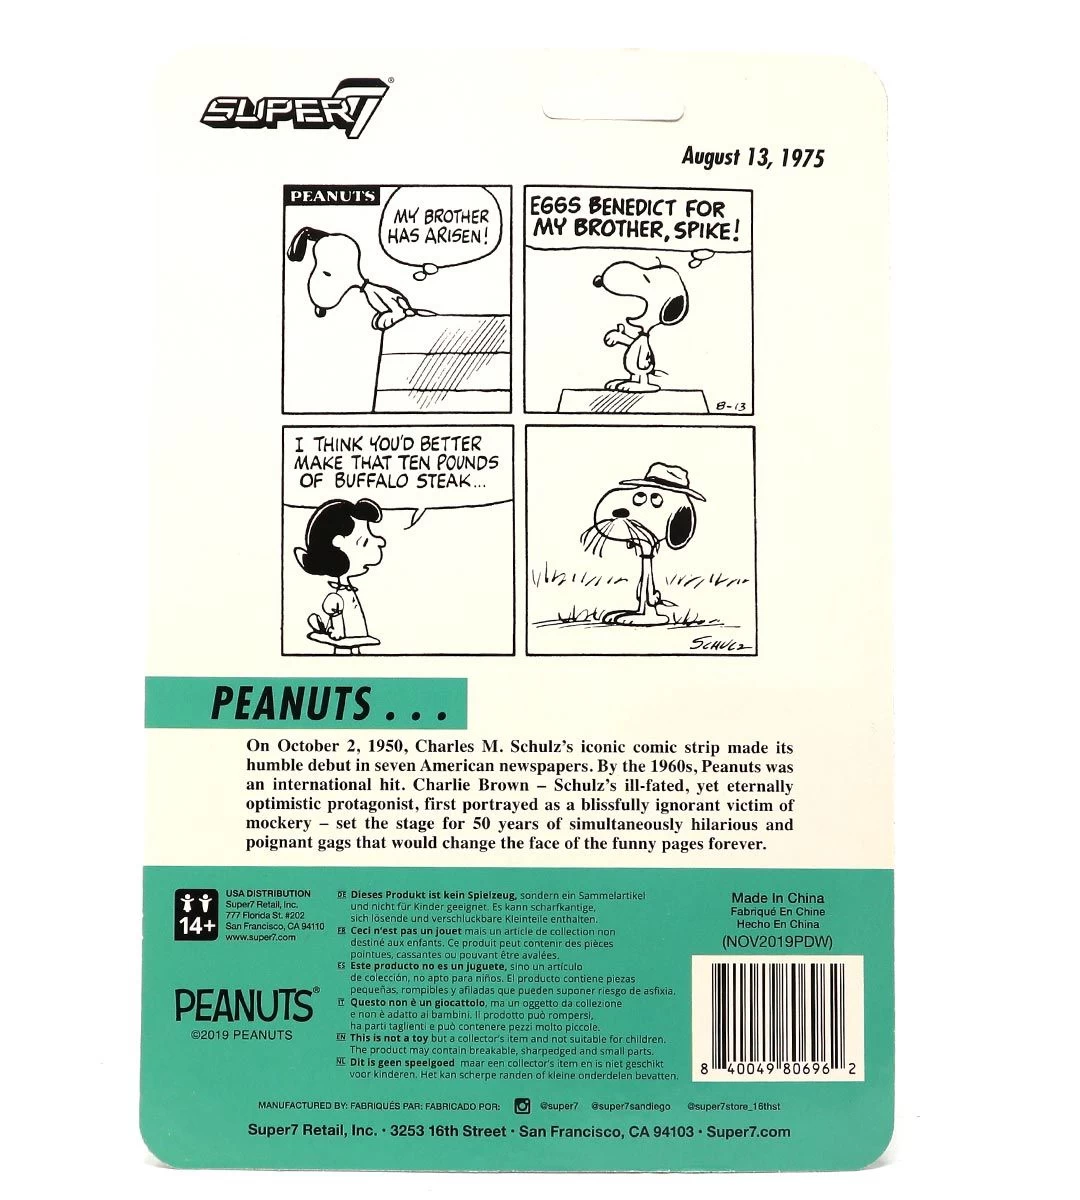 SUPER7®
August 13, 1975
PEANUTS
MY BROTHER
HAS ARISEN!
EGGS BENEDICT FOR
MY BROTHER, SPIKE!
8-13
I THINK YOU'D BETTER
MAKE THAT TEN POUNDS
OF BUFFALO STEAK...
SCHULZ
PEANUTS . . .
On October 2, 1950, Charles M. Schulz's iconic comic strip made its
humble debut in seven American newspapers. By the 1960s, Peanuts was
an international hit. Charlie Brown – Schulz's ill-fated, yet eternally
optimistic protagonist, first portrayed as a blissfully ignorant victim of
mockery – set the stage for 50 years of simultaneously hilarious and
poignant gags that would change the face of the funny pages forever.
14+
USA DISTRIBUTION
Super7 Retail, Inc.
777 Florida St. #202
San Francisco, CA 94110
www.super7.com
PEANUTS®
©2019 PEANUTS
DE Dieses Produkt ist kein Spielzeug, sondern ein Sammelartikel
und nicht für Kinder geeignet. Es kann scharfkantige,
sich lösende und verschluckbare Kleinteile enthalten.
FR Ceci n'est pas un jouet mais un article de collection non
destiné aux enfants. Ce produit peut contenir des pièces
pointues, cassantes ou pouvant être avalées.
ES Este producto no es un juguete, sino un artículo
de colección, no apto para niños. El producto contiene piezas
pequeñas, rompibles y afiladas que pueden suponer riesgo de asfixia.
IT Questo non è un giocattolo, ma un oggetto da collezione
e non è adatto ai bambini. Il prodotto può rompersi,
ha parti taglienti e può contenere pezzi molto piccole.
EN This is not a toy but a collector's item and not suitable for children.
The product may contain breakable, sharpedged and small parts.
NL Dit is geen speelgoed maar een collector's item en is niet geschikt
voor kinderen. Het kan scherpe randen of kleine onderdelen bevatten.
Made In China
Fabriqué En Chine
Hecho En China
(NOV2019PDW)
8 40049 80696 2
MANUFACTURED BY: FABRIQUÉS PAR: FABRICADO POR: @super7 @super7sandiego @super7store_16thst
Super7 Retail, Inc. • 3253 16th Street • San Francisco, CA 94103 • Super7.com